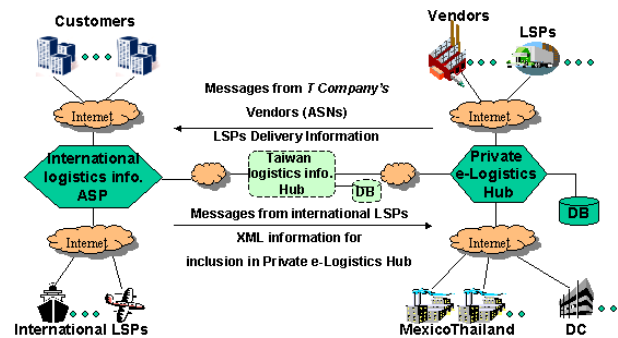 Customers
Vendors
LSPs
Internet
Internet
Messages from T Company's
Vendors (ASNs)
LSPs Delivery Information
International
logistics info.
ASP
Taiwan
logistics info.
Hub
DB
Private
e-Logistics
Hub
DB
Messages from international LSPs
XML information for
inclusion in Private e-Logistics Hub
Internet
Internet
International LSPs
MexicoThailand
DC